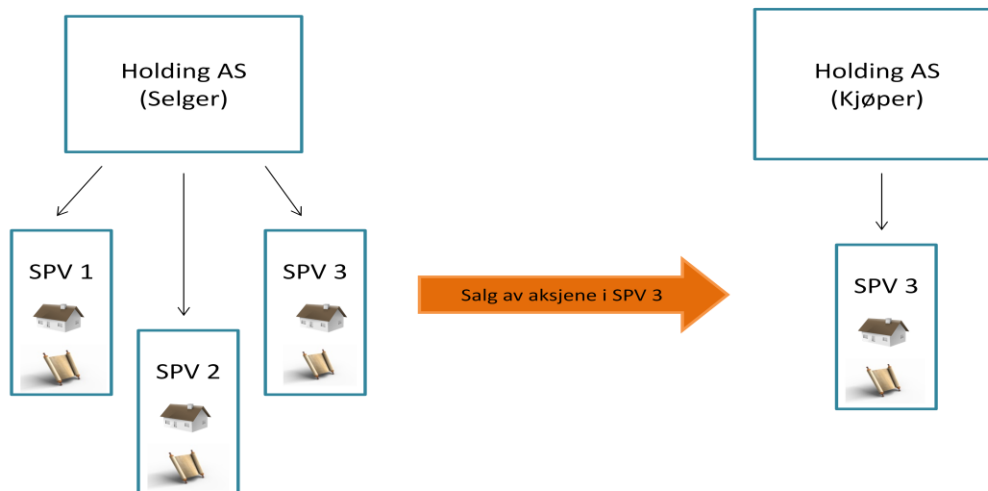 Holding AS
(Selger)
Holding AS
(Kjøper)
SPV 1
SPV 3
Salg av aksjene i SPV 3
SPV 3
SPV 2